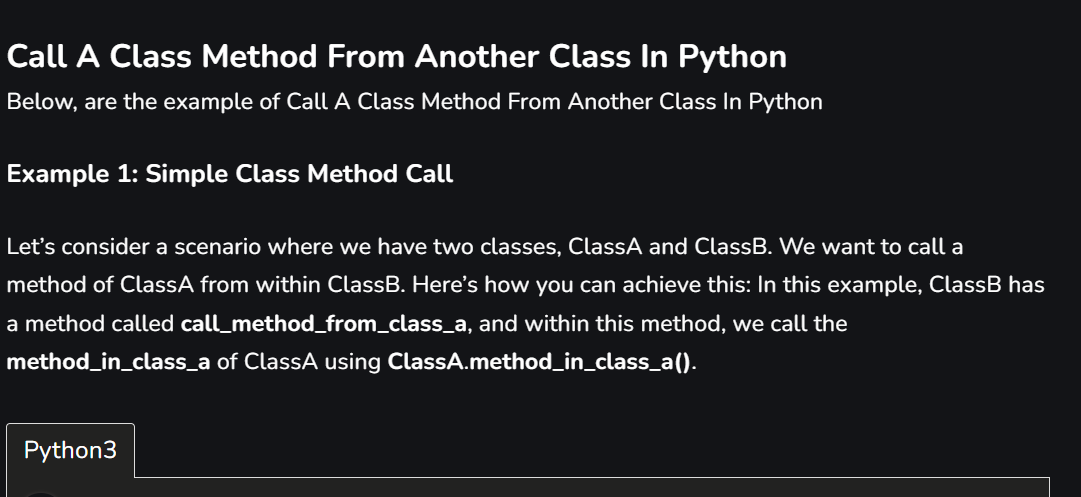 Call A Class Method From Another Class In Python
Below, are the example of Call A Class Method From Another Class In Python
Example 1: Simple Class Method Call
Let’s consider a scenario where we have two classes, ClassA and ClassB. We want to call a
method of ClassA from within ClassB. Here’s how you can achieve this: In this example, ClassB has
a method called call_method_from_class_a, and within this method, we call the
method_in_class_a of ClassA using ClassA.method_in_class_a().
Python3